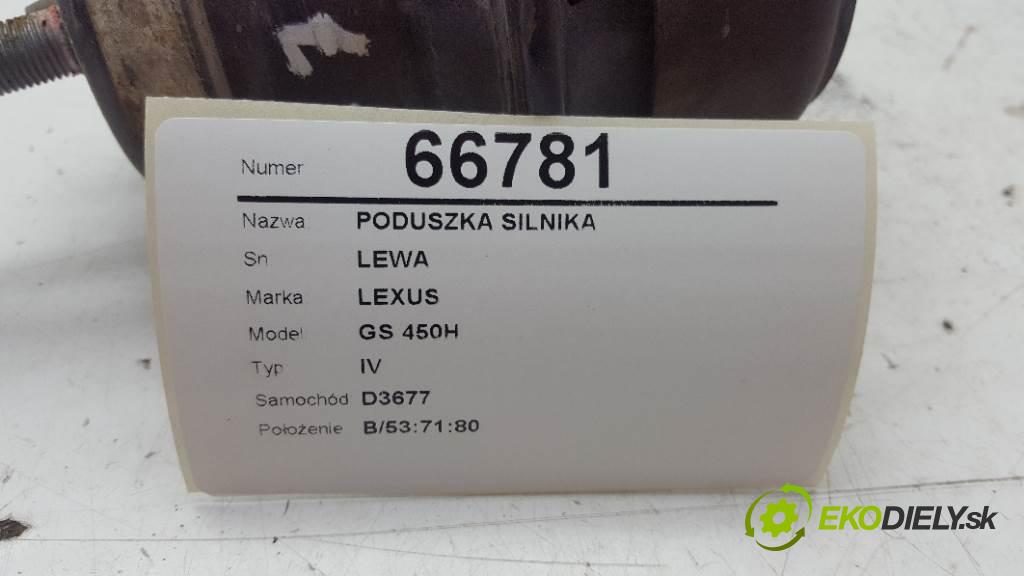 Numer 66781
Nazwa PODUSZKA SILNIKA
Sn LEWA
Marka LEXUS
Model GS 450H
Typ IV
Samochód D3677
Położenie B/53:71:80
EKODIELY.sk